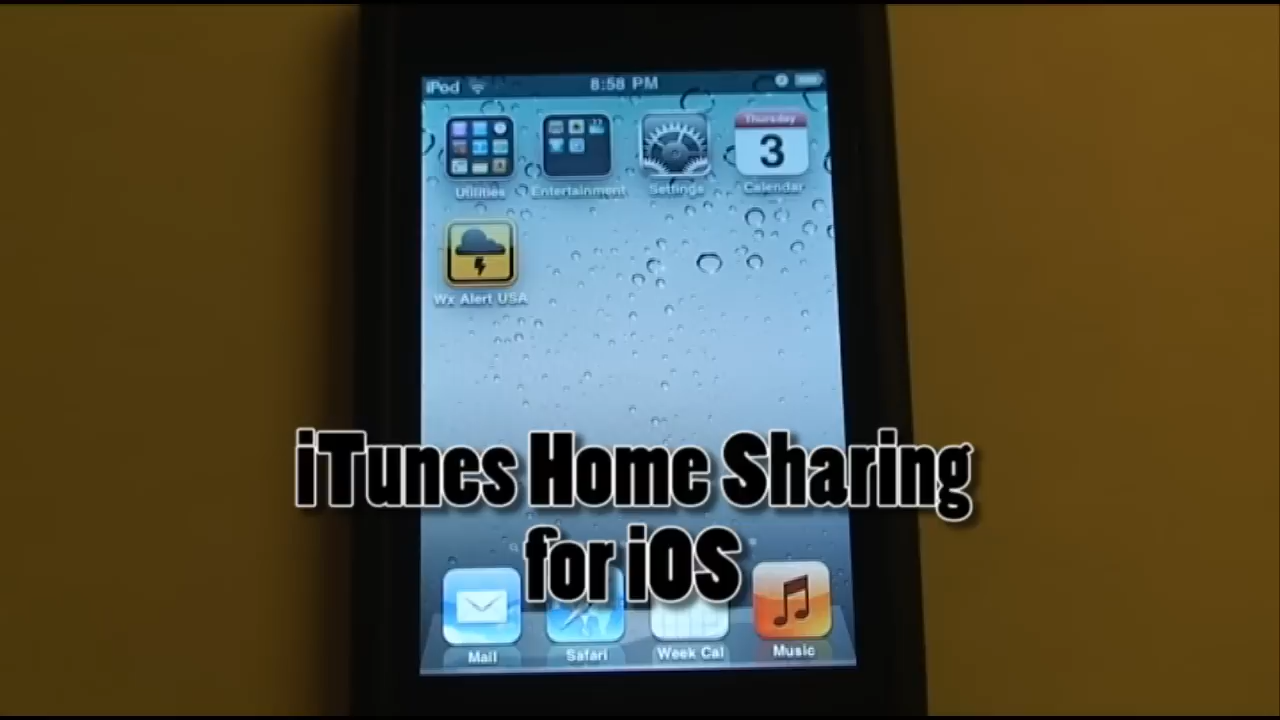 iPod 8:58 PM
Thursday
3
Utilities Entertainment Settings Calendar
Wx Alert USA
iTunes Home Sharing
for iOS
Mail Safari Week Cal Music